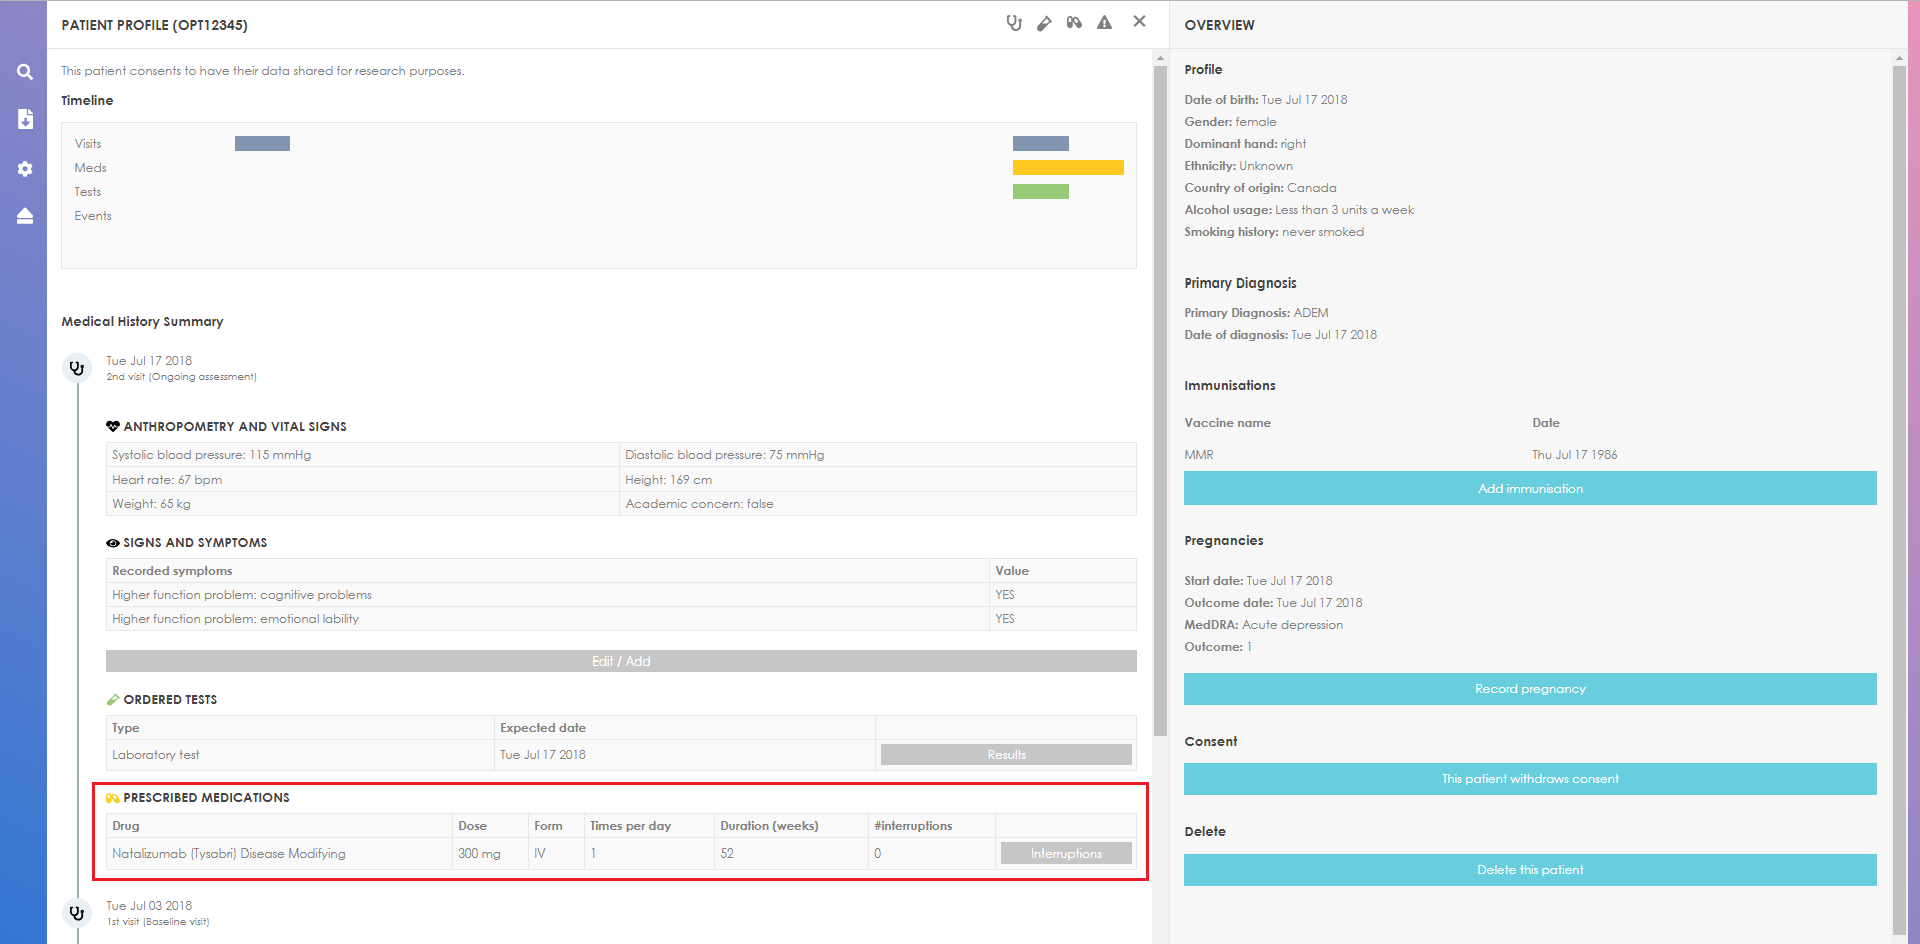 PATIENT PROFILE (OPT12345)
This patient consents to have their data shared for research purposes.
Timeline
Visits
Meds
Tests
Events
Medical History Summary
Tue Jul 17 2018
2nd visit (Ongoing assessment)
ANTHROPOMETRY AND VITAL SIGNS
Systolic blood pressure: 115 mmHg Diastolic blood pressure: 75 mmHg
Heart rate: 67 bpm Height: 169 cm
Weight: 65 kg Academic concern: false
SIGNS AND SYMPTOMS
Recorded symptoms Value
Higher function problem: cognitive problems YES
Higher function problem: emotional lability YES
Edit / Add
ORDERED TESTS
Type Expected date
Laboratory test Tue Jul 17 2018 Results
PRESCRIBED MEDICATIONS
Drug Dose Form Times per day Duration (weeks) #interruptions
Natalizumab (Tysabri) Disease Modifying 300 mg IV 1 52 0 Interruptions
Tue Jul 03 2018
1st visit (Baseline visit)
OVERVIEW
Profile
Date of birth: Tue Jul 17 2018
Gender: female
Dominant hand: right
Ethnicity: Unknown
Country of origin: Canada
Alcohol usage: Less than 3 units a week
Smoking history: never smoked
Primary Diagnosis
Primary Diagnosis: ADEM
Date of diagnosis: Tue Jul 17 2018
Immunisations
Vaccine name Date
MMR Thu Jul 17 1986
Add immunisation
Pregnancies
Start date: Tue Jul 17 2018
Outcome date: Tue Jul 17 2018
MedDRA: Acute depression
Outcome: 1
Record pregnancy
Consent
This patient withdraws consent
Delete
Delete this patient